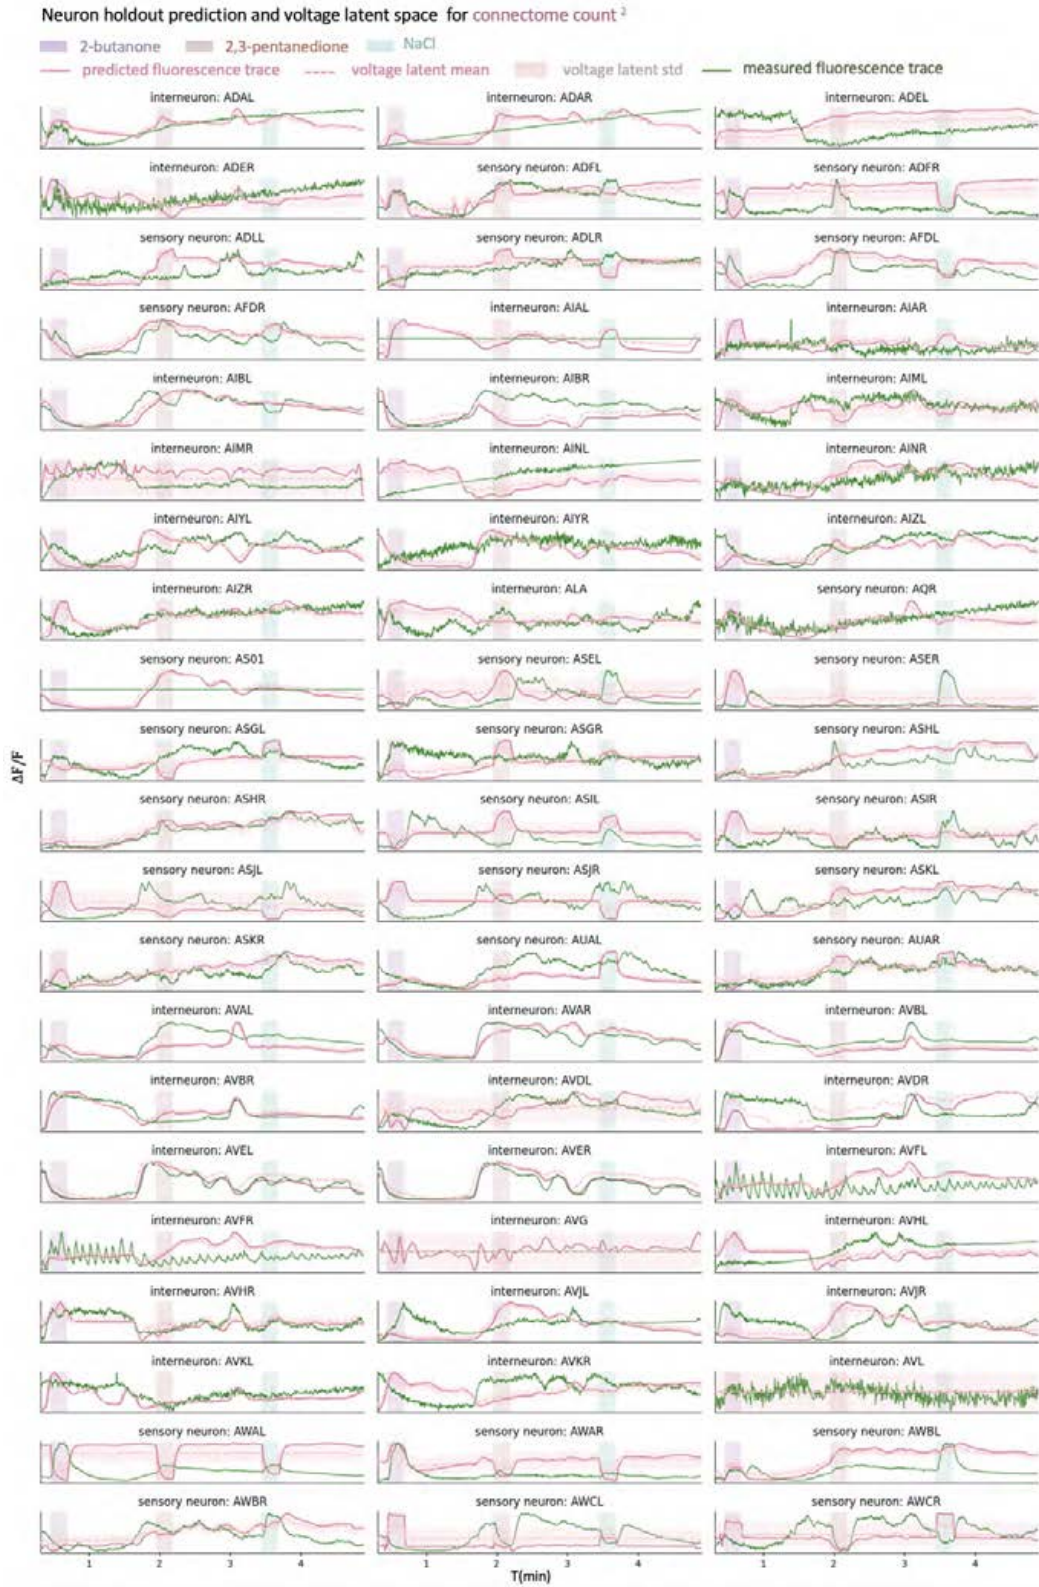 Neuron holdout prediction and voltage latent space for connectome count ²
2-butanone 2,3-pentanedione NaCl
predicted fluorescence trace voltage latent mean voltage latent std measured fluorescence trace
interneuron: ADAL interneuron: ADAR interneuron: ADEL
interneuron: ADER sensory neuron: ADFL sensory neuron: ADFR
sensory neuron: ADLL sensory neuron: ADLR sensory neuron: AFDL
sensory neuron: AFDR interneuron: AIAL interneuron: AIAR
interneuron: AIBL interneuron: AIBR interneuron: AIML
interneuron: AIMR interneuron: AINL interneuron: AINR
interneuron: AIYL interneuron: AIYR interneuron: AIZL
interneuron: AIZR interneuron: ALA sensory neuron: AQR
sensory neuron: AS01 sensory neuron: ASEL sensory neuron: ASER
sensory neuron: ASGL sensory neuron: ASGR sensory neuron: ASHL
ΔF/F
sensory neuron: ASHR sensory neuron: ASIL sensory neuron: ASIR
sensory neuron: ASJL sensory neuron: ASJR sensory neuron: ASKL
sensory neuron: ASKR sensory neuron: AUAL sensory neuron: AUAR
interneuron: AVAL interneuron: AVAR interneuron: AVBL
interneuron: AVBR interneuron: AVDL interneuron: AVDR
interneuron: AVEL interneuron: AVER interneuron: AVFL
interneuron: AVFR interneuron: AVG interneuron: AVHL
interneuron: AVHR interneuron: AVJL interneuron: AVJR
interneuron: AVKL interneuron: AVKR interneuron: AVL
sensory neuron: AWAL sensory neuron: AWAR sensory neuron: AWBL
sensory neuron: AWBR sensory neuron: AWCL sensory neuron: AWCR
1 2 3 4 1 2 3 4 1 2 3 4
T(min)